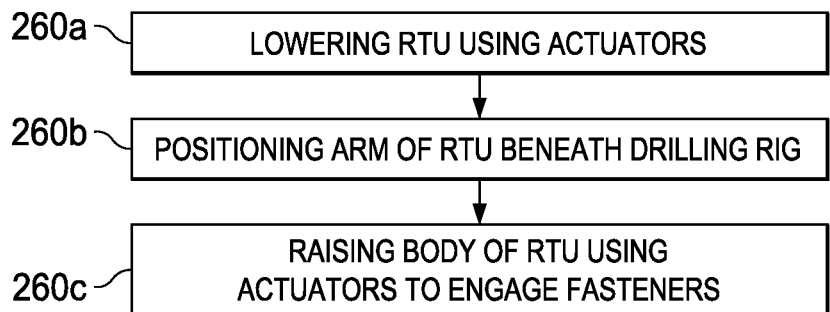 260a
LOWERING RTU USING ACTUATORS
260b
POSITIONING ARM OF RTU BENEATH DRILLING RIG
260c
RAISING BODY OF RTU USING
ACTUATORS TO ENGAGE FASTENERS